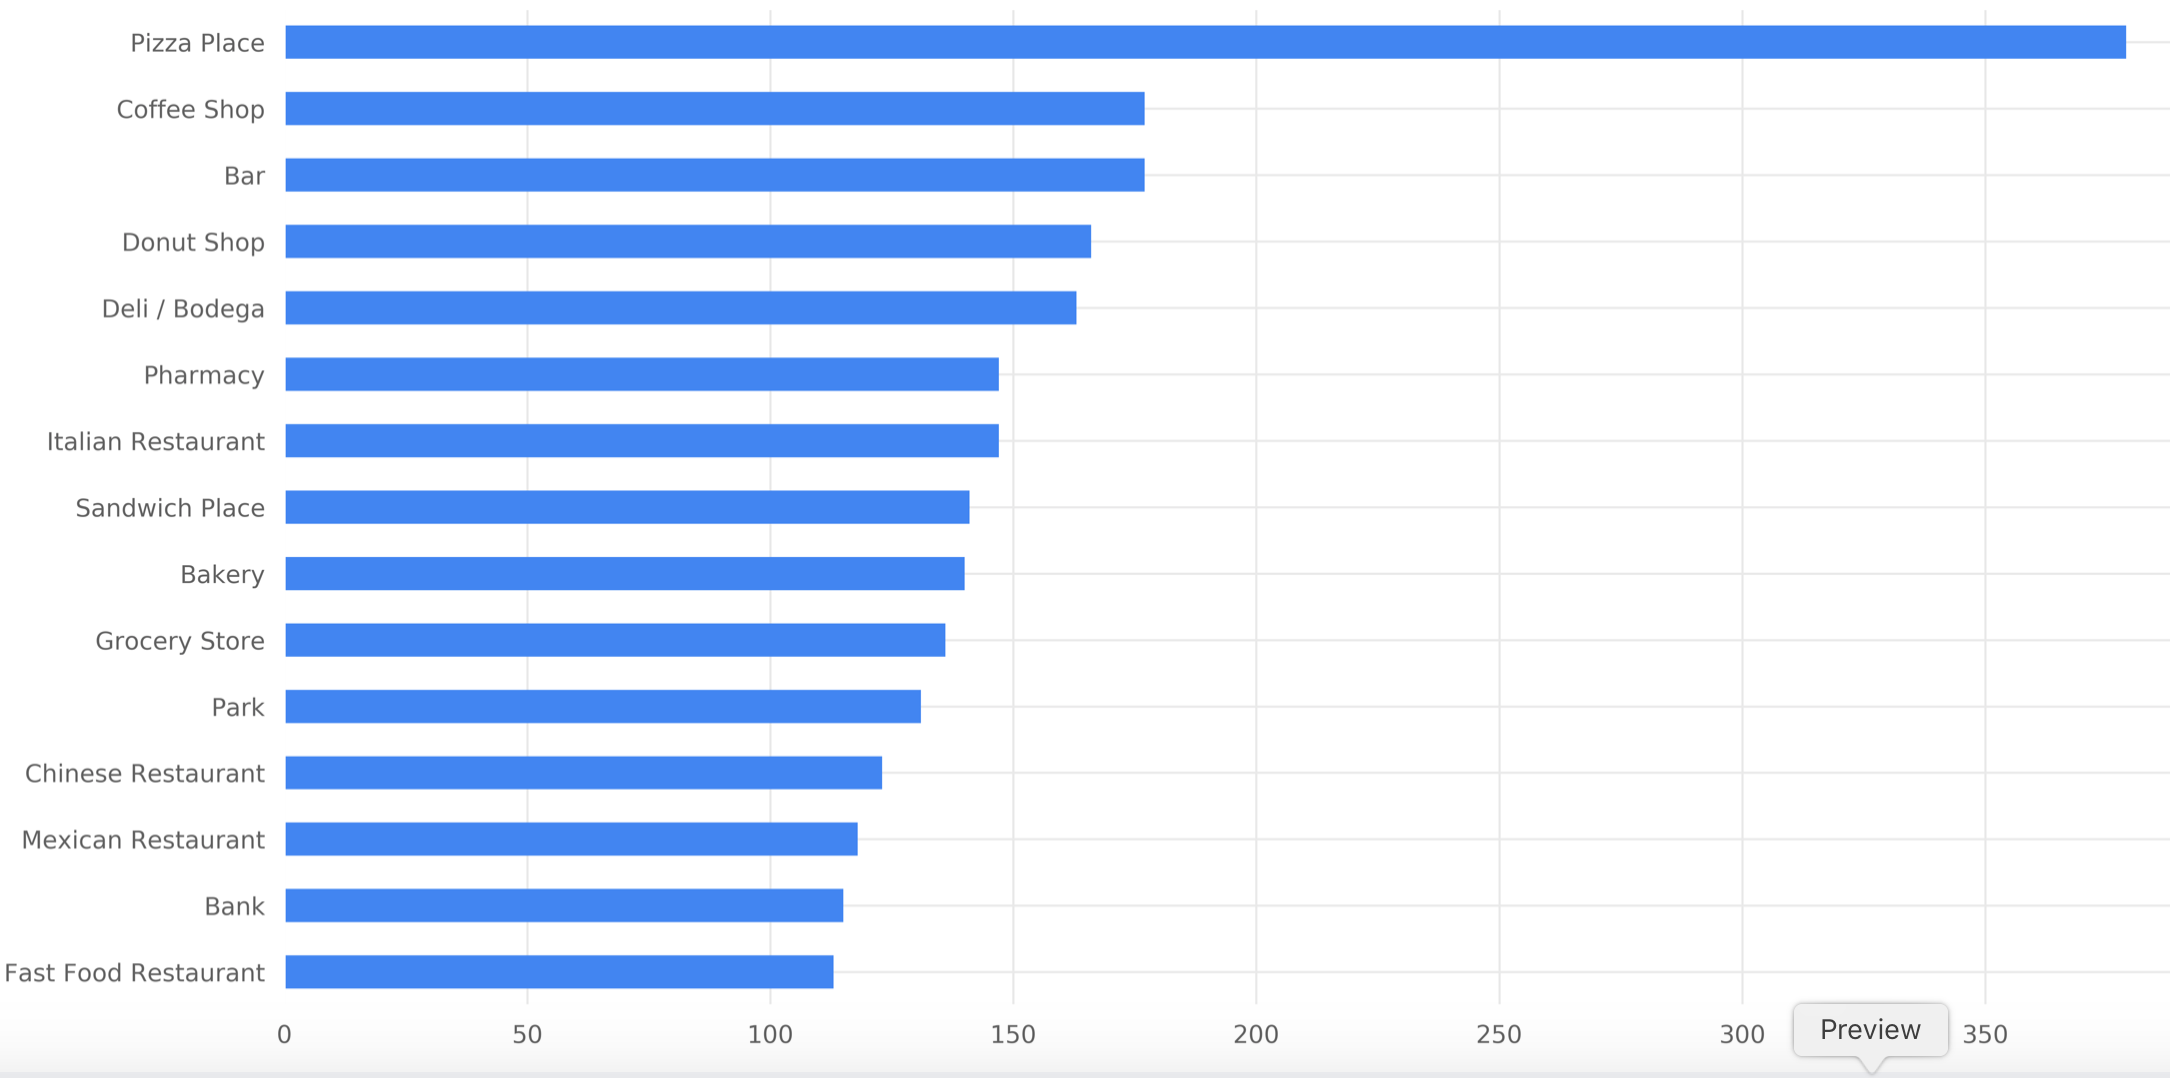 Pizza Place
Coffee Shop
Bar
Donut Shop
Deli / Bodega
Pharmacy
Italian Restaurant
Sandwich Place
Bakery
Grocery Store
Park
Chinese Restaurant
Mexican Restaurant
Bank
Fast Food Restaurant
0 50 100 150 200 250 300 350
Preview